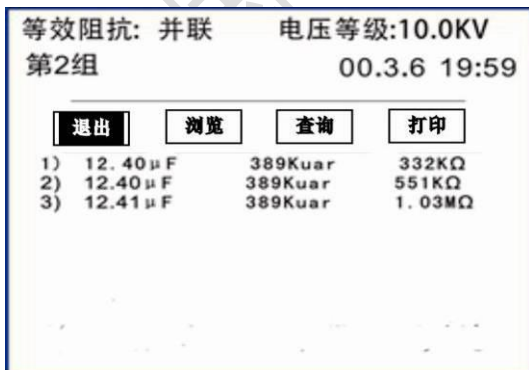 等效阻抗: 并联 电压等级:10.0KV
第2组 00.3.6 19:59
退出 浏览 查询 打印
1) 12.40μF 389Kuar 332KΩ
2) 12.40μF 389Kuar 551KΩ
3) 12.41μF 389Kuar 1.03MΩ